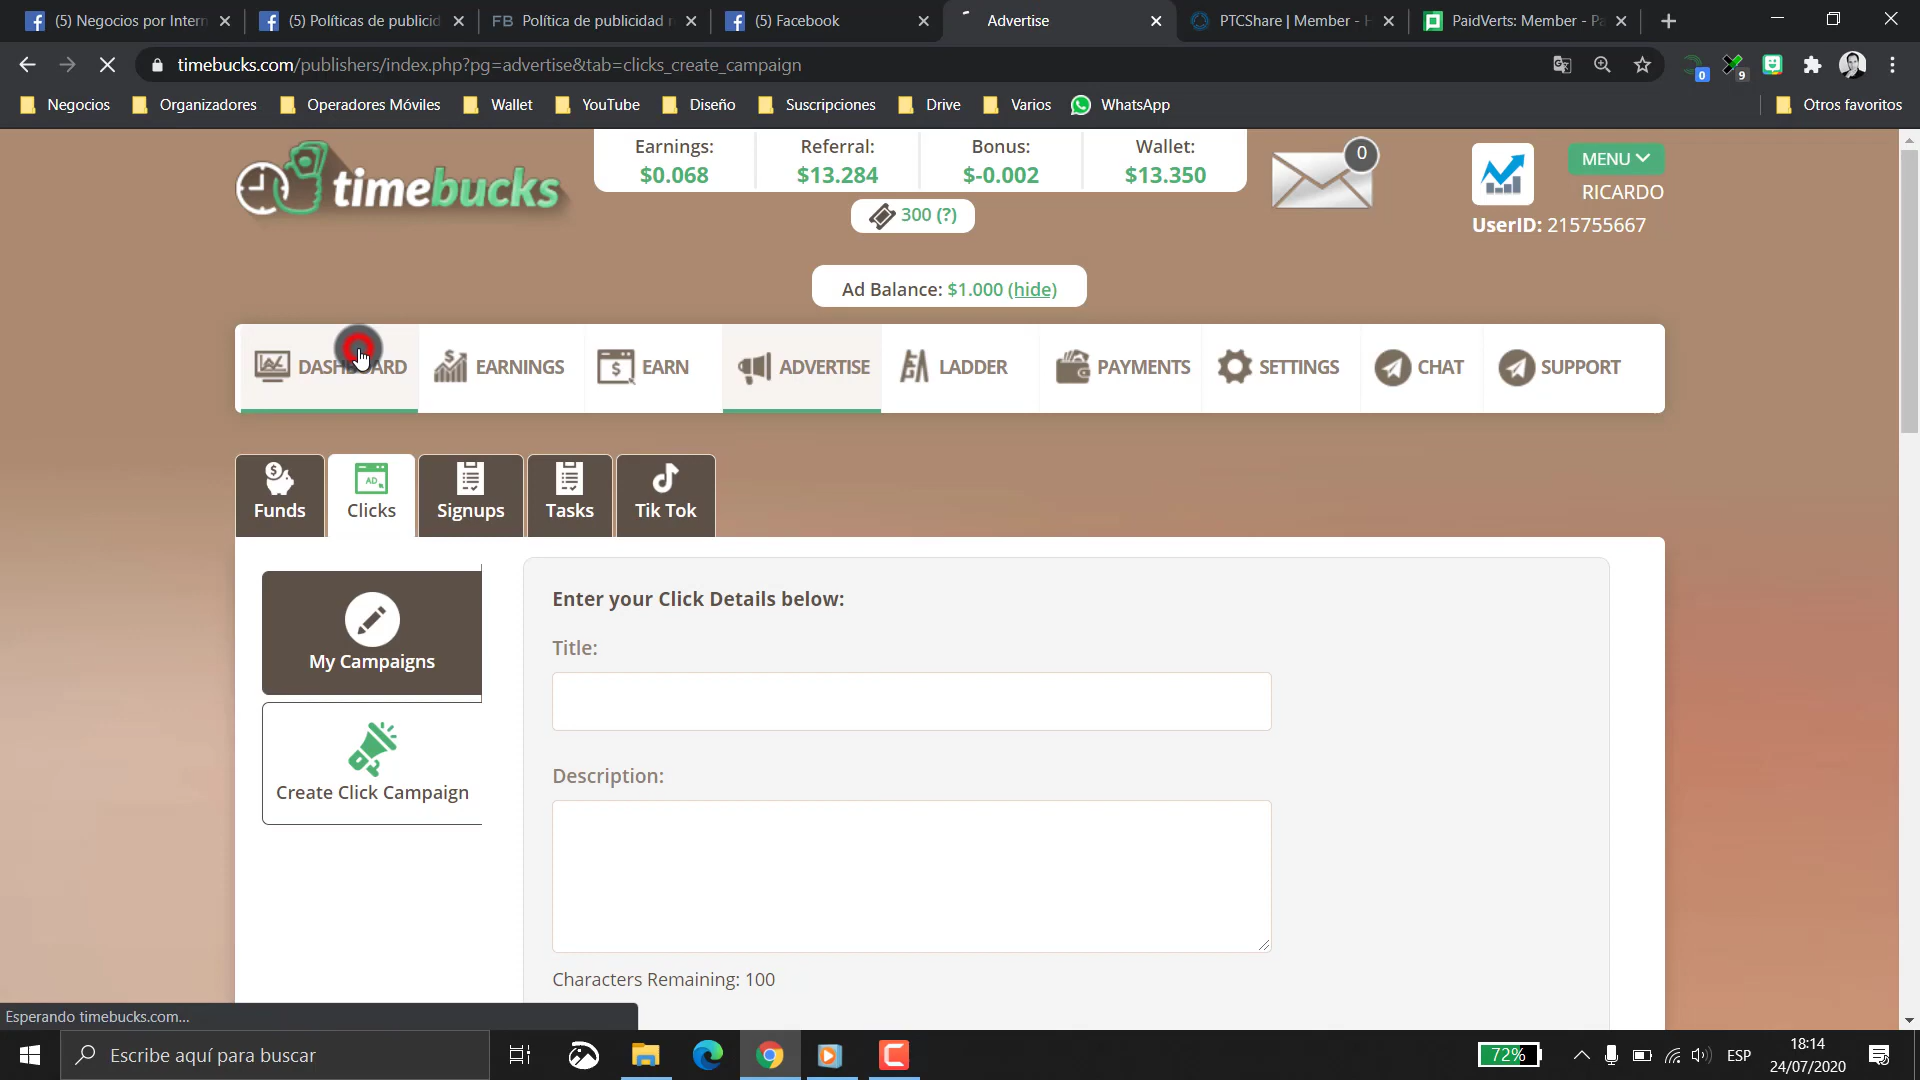 (5) Negocios por Intern
(5) Políticas de publicid
FB Política de publicidad
(5) Facebook
Advertise
PTCShare | Member -
PaidVerts: Member - Pa
timebucks.com/publishers/index.php?pg=advertise&tab=clicks_create_campaign
0
9
Negocios
Organizadores
Operadores Móviles
Wallet
YouTube
Diseño
Suscripciones
Drive
Varios
WhatsApp
Otros favoritos
timebucks
Earnings:
$0.068
Referral:
$13.284
Bonus:
$-0.002
Wallet:
$13.350
300 (?)
0
MENU
RICARDO
UserID: 215755667
Ad Balance: $1.000 (hide)
DASHBOARD
EARNINGS
EARN
ADVERTISE
LADDER
PAYMENTS
SETTINGS
CHAT
SUPPORT
Funds
AD
Clicks
Signups
Tasks
Tik Tok
My Campaigns
Create Click Campaign
Enter your Click Details below:
Title:
Description:
Characters Remaining: 100
Esperando timebucks.com...
Escribe aquí para buscar
72%
ESP
18:14
24/07/2020